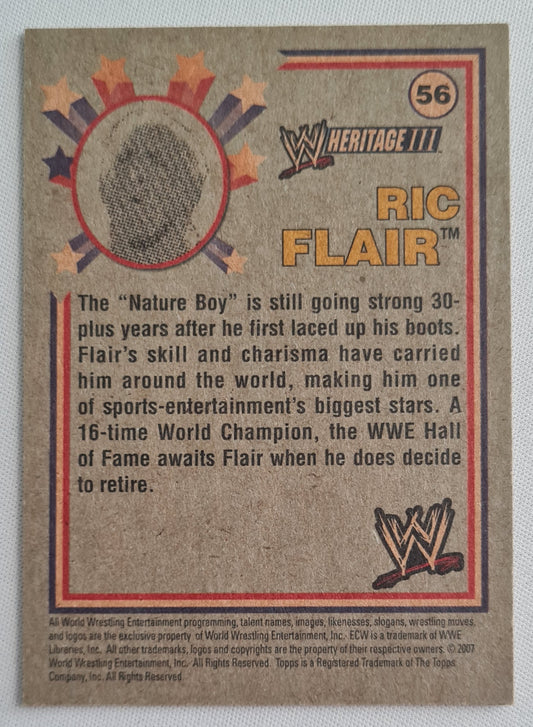 56
W HERITAGE III™
RIC
FLAIR™
The "Nature Boy" is still going strong 30-
plus years after he first laced up his boots.
Flair's skill and charisma have carried
him around the world, making him one
of sports-entertainment's biggest stars. A
16-time World Champion, the WWE Hall
of Fame awaits Flair when he does decide
to retire.
W
All World Wrestling Entertainment programming, talent names, images, likenesses, slogans, wrestling moves,
and logos are the exclusive property of World Wrestling Entertainment, Inc. ECW is a trademark of WWE
Libraries, Inc. All other trademarks, logos and copyrights are the property of their respective owners. © 2007
World Wrestling Entertainment, Inc. All Rights Reserved. Topps is a Registered Trademark of The Topps
Company, Inc. All Rights Reserved.